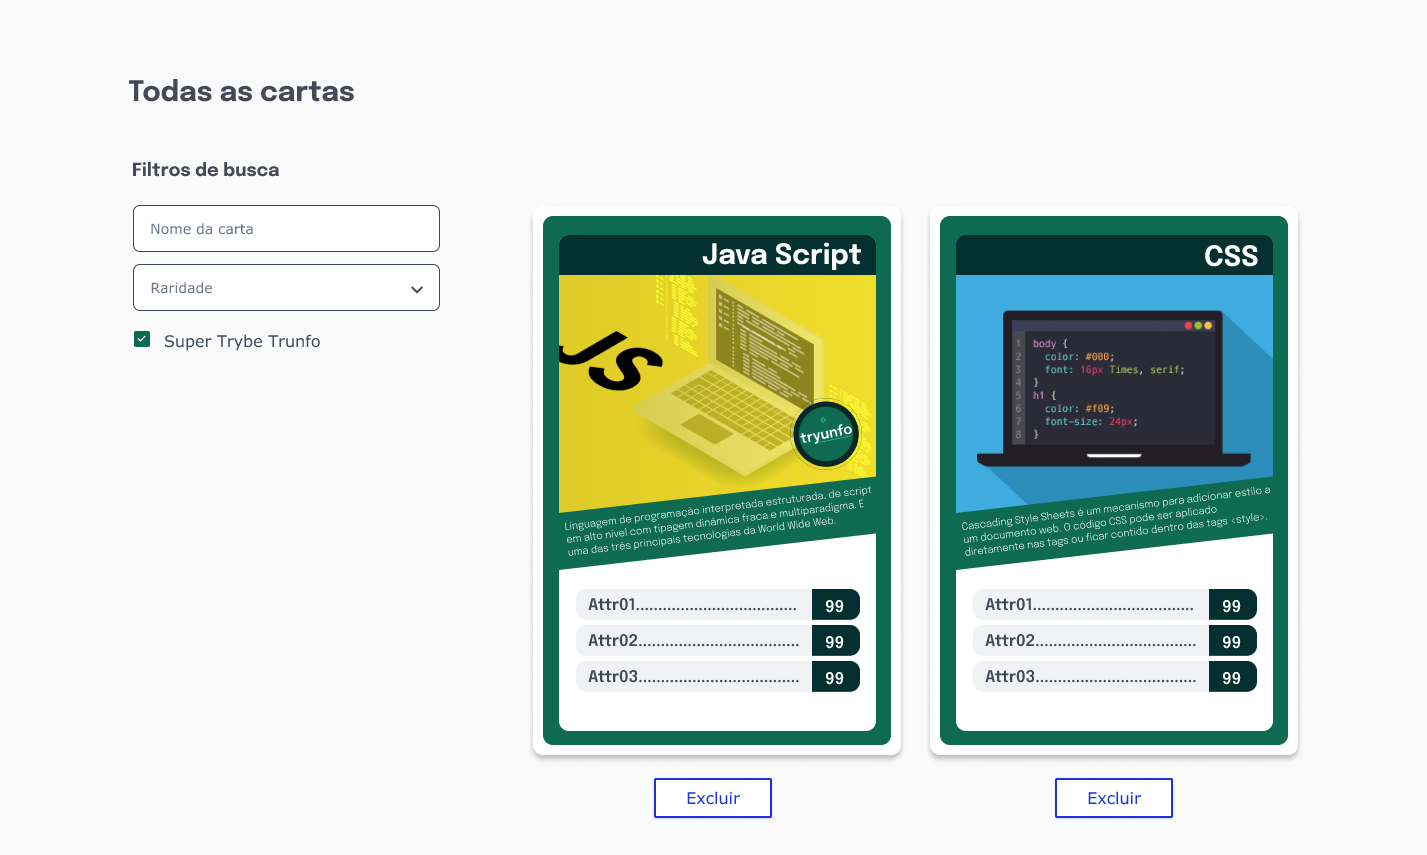 Todas as cartas
Filtros de busca
Nome da carta
Raridade
Super Trybe Trunfo
Java Script
JS
tryunfo
Linguagem de programação interpretada estruturada, de script
em alto nível com tipagem dinâmica fraca e multiparadigma. É
uma das três principais tecnologias da World Wide Web.
Attr01.................................... 99
Attr02.................................... 99
Attr03.................................... 99
Excluir
CSS
1 body {
2 color: #000;
3 font: 16px Times, serif;
4 }
5 h1 {
6 color: #f09;
7 font-size: 24px;
8 }
Cascading Style Sheets é um mecanismo para adicionar estilo a
um documento web. O código CSS pode ser aplicado
diretamente nas tags ou ficar contido dentro das tags <style>.
Attr01.................................... 99
Attr02.................................... 99
Attr03.................................... 99
Excluir